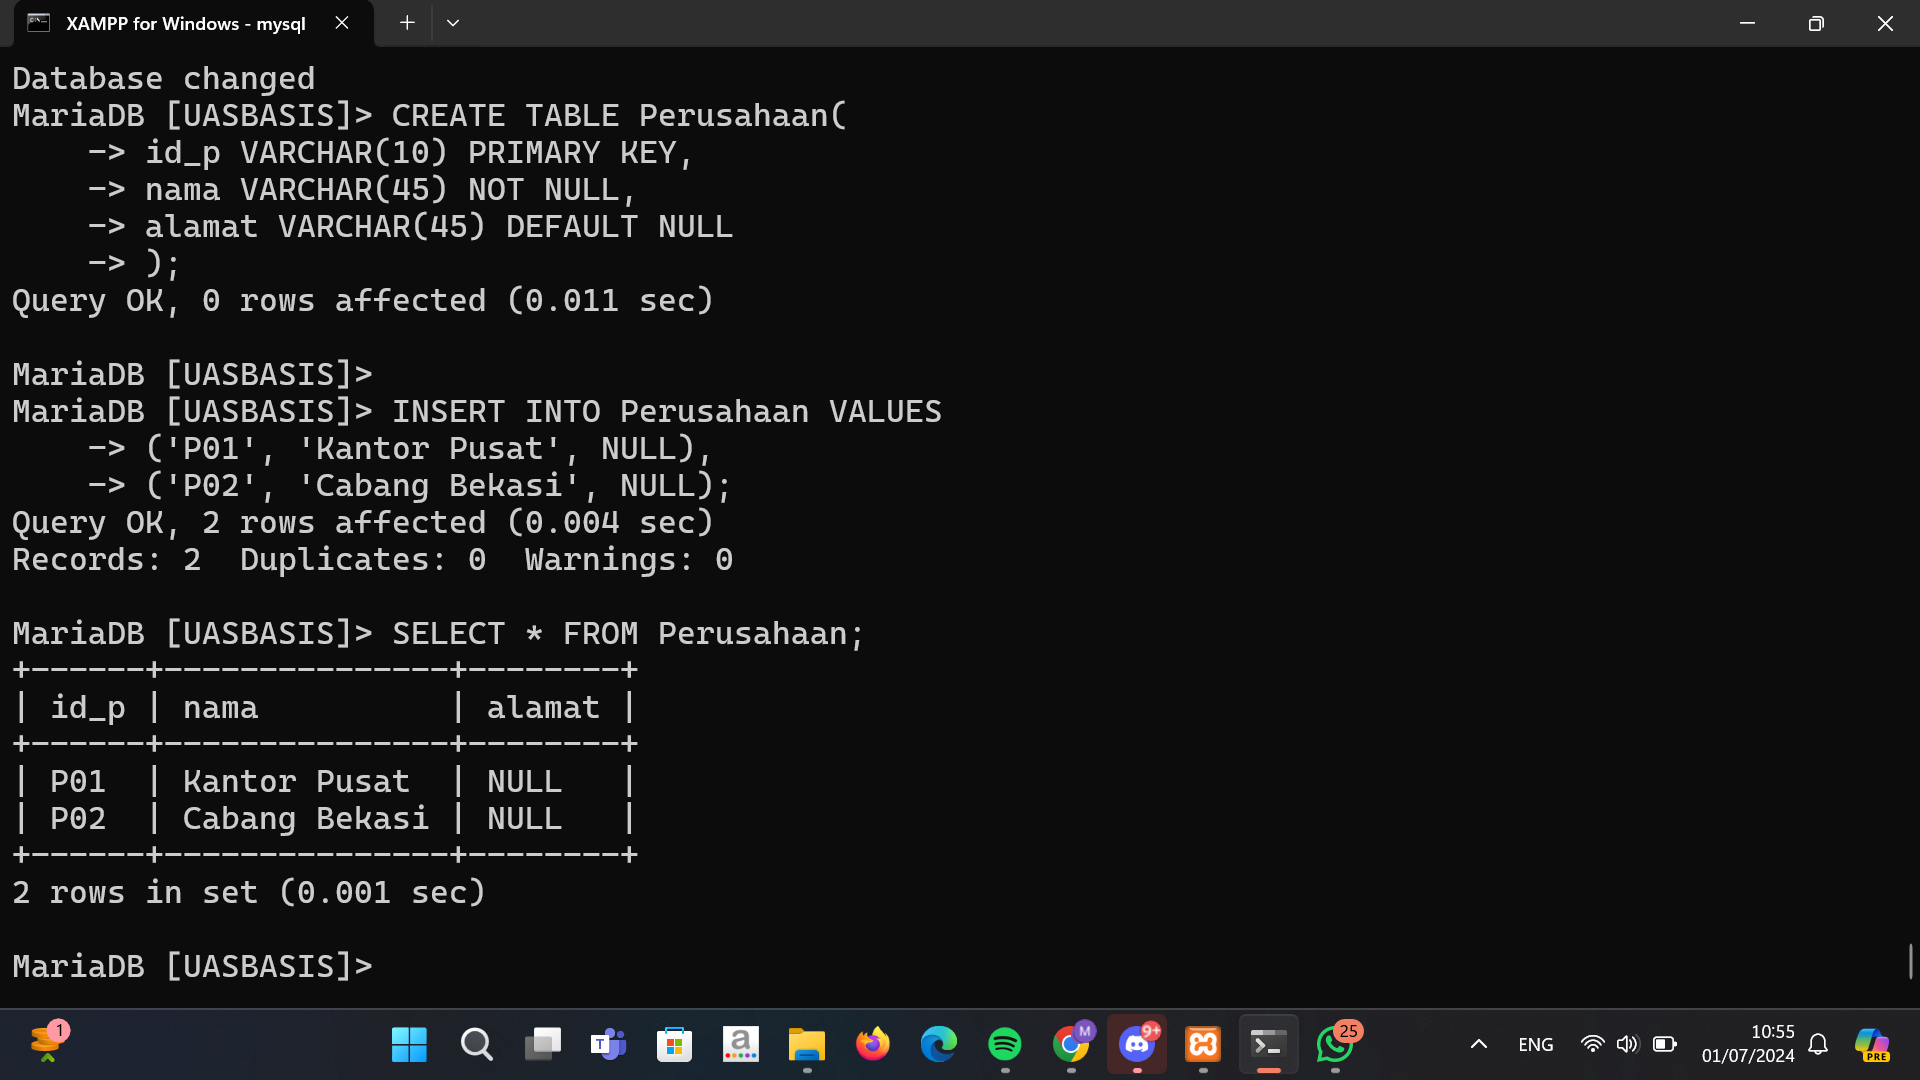 XAMPP for Windows - mysql
Database changed
MariaDB [UASBASIS]> CREATE TABLE Perusahaan(
    -> id_p VARCHAR(10) PRIMARY KEY,
    -> nama VARCHAR(45) NOT NULL,
    -> alamat VARCHAR(45) DEFAULT NULL
    -> );
Query OK, 0 rows affected (0.011 sec)
MariaDB [UASBASIS]>
MariaDB [UASBASIS]> INSERT INTO Perusahaan VALUES
    -> ('P01', 'Kantor Pusat', NULL),
    -> ('P02', 'Cabang Bekasi', NULL);
Query OK, 2 rows affected (0.004 sec)
Records: 2  Duplicates: 0  Warnings: 0
MariaDB [UASBASIS]> SELECT * FROM Perusahaan;
+------+---------------+--------+
| id_p | nama          | alamat |
+------+---------------+--------+
| P01  | Kantor Pusat  | NULL   |
| P02  | Cabang Bekasi | NULL   |
+------+---------------+--------+
2 rows in set (0.001 sec)
MariaDB [UASBASIS]>
1
T
a
M
9+
25
ENG
10:55
01/07/2024
PRE